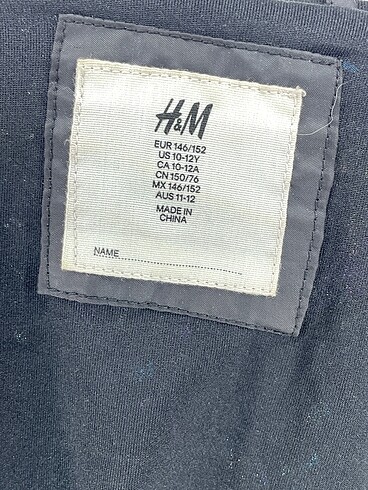 H&M
EUR 146/152
US 10-12Y
CA 10-12A
CN 150/76
MX 146/152
AUS 11-12
MADE IN
CHINA
NAME